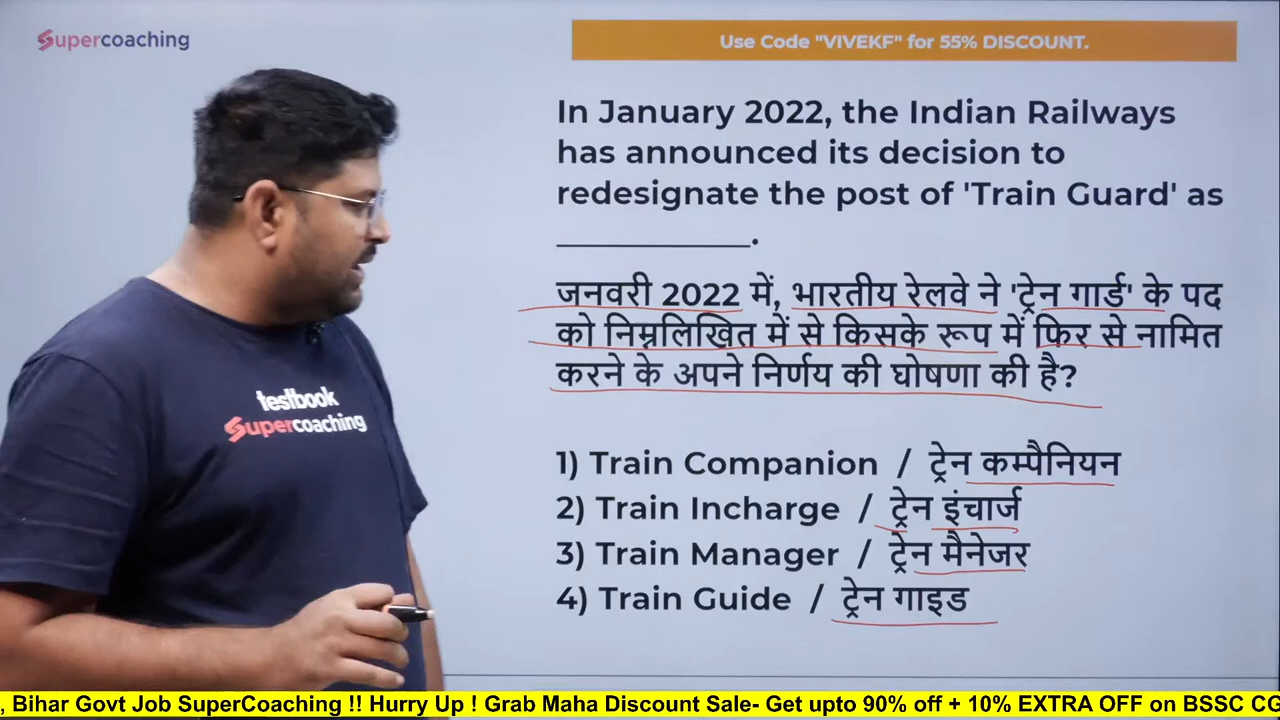 Supercoaching
Use Code "VIVEKF" for 55% DISCOUNT.
In January 2022, the Indian Railways
has announced its decision to
redesignate the post of 'Train Guard' as
____________.
जनवरी 2022 में, भारतीय रेलवे ने 'ट्रेन गार्ड' के पद
को निम्नलिखित में से किसके रूप में फिर से नामित
करने के अपने निर्णय की घोषणा की है?
1) Train Companion / ट्रेन कम्पैनियन
2) Train Incharge / ट्रेन इंचार्ज
3) Train Manager / ट्रेन मैनेजर
4) Train Guide / ट्रेन गाइड
testbook
Supercoaching
, Bihar Govt Job SuperCoaching !! Hurry Up ! Grab Maha Discount Sale- Get upto 90% off + 10% EXTRA OFF on BSSC CG